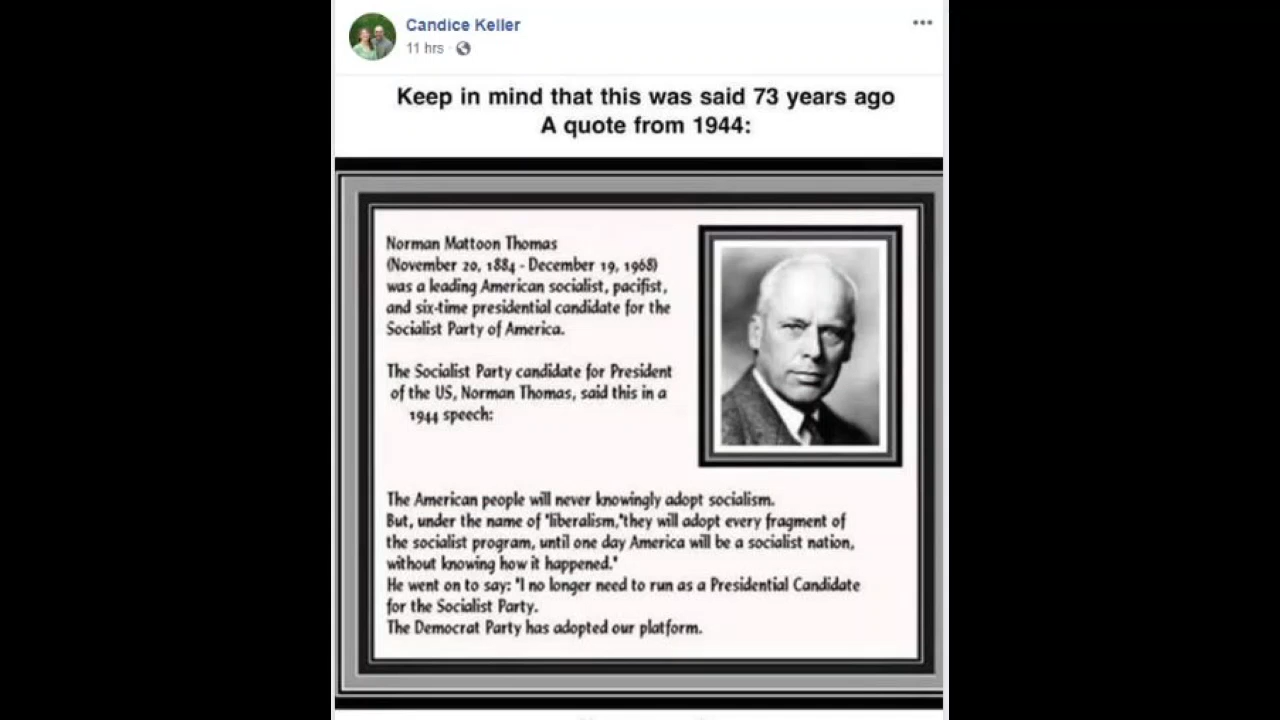 Candice Keller
11 hrs ·
Keep in mind that this was said 73 years ago
A quote from 1944:
Norman Mattoon Thomas
(November 20, 1884 - December 19, 1968)
was a leading American socialist, pacifist,
and six-time presidential candidate for the
Socialist Party of America.
The Socialist Party candidate for President
of the US, Norman Thomas, said this in a
1944 speech:
The American people will never knowingly adopt socialism.
But, under the name of "liberalism,"they will adopt every fragment of
the socialist program, until one day America will be a socialist nation,
without knowing how it happened."
He went on to say: "I no longer need to run as a Presidential Candidate
for the Socialist Party.
The Democrat Party has adopted our platform.